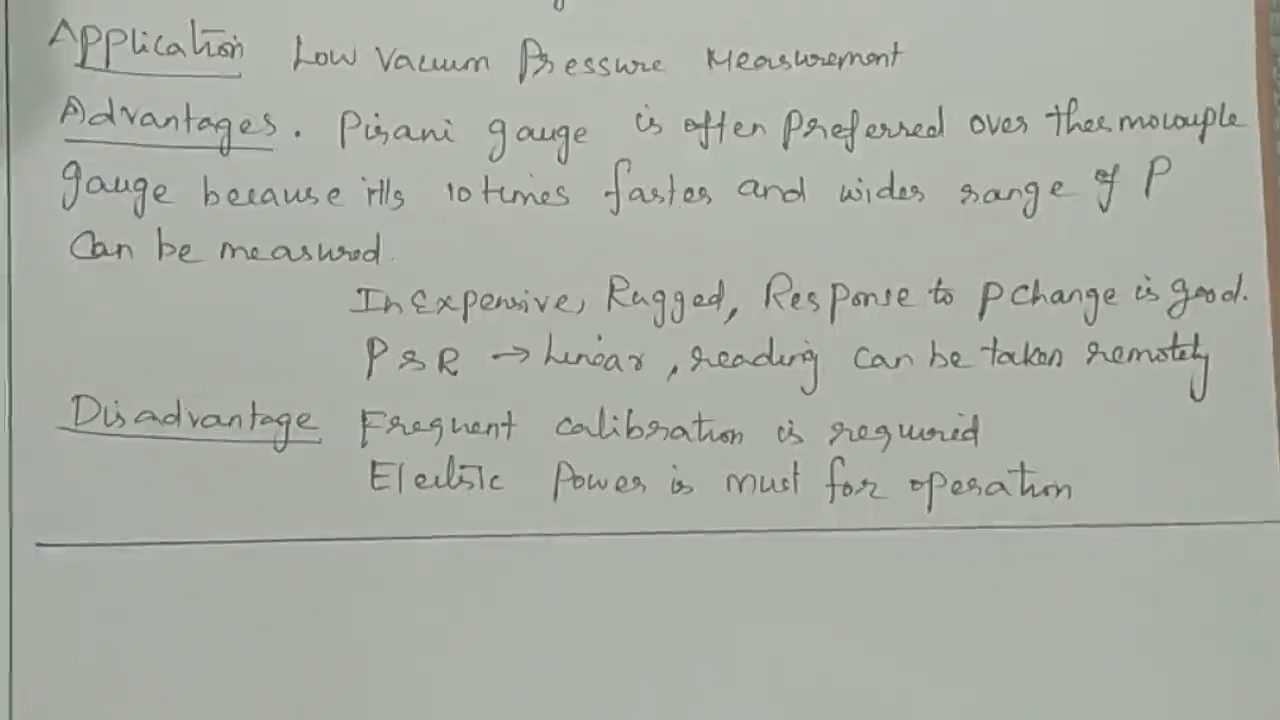 Application Low Vacuum Pressure Measurement
Advantages. Pirani gauge is often preferred over thermocouple
gauge because it is 10 times faster and wider range of P
Can be measured.
InExpensive, Rugged, Response to P change is good.
P & R → Linear, reading can be taken remotely
Disadvantage Frequent calibration is required
Electric Power is must for operation